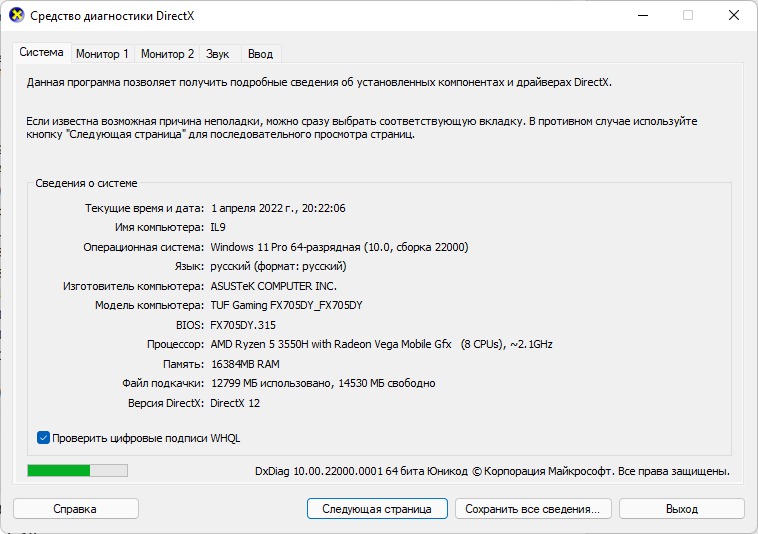 Средство диагностики DirectX
Система Монитор 1 Монитор 2 Звук Ввод
Данная программа позволяет получить подробные сведения об установленных компонентах и драйверах DirectX.
Если известна возможная причина неполадки, можно сразу выбрать соответствующую вкладку. В противном случае используйте
кнопку "Следующая страница" для последовательного просмотра страниц.
Сведения о системе
Текущие время и дата: 1 апреля 2022 г., 20:22:06
Имя компьютера: IL9
Операционная система: Windows 11 Pro 64-разрядная (10.0, сборка 22000)
Язык: русский (формат: русский)
Изготовитель компьютера: ASUSTeK COMPUTER INC.
Модель компьютера: TUF Gaming FX705DY_FX705DY
BIOS: FX705DY.315
Процессор: AMD Ryzen 5 3550H with Radeon Vega Mobile Gfx (8 CPUs), ~2.1GHz
Память: 16384MB RAM
Файл подкачки: 12799 МБ использовано, 14530 МБ свободно
Версия DirectX: DirectX 12
Проверить цифровые подписи WHQL
DxDiag 10.00.22000.0001 64 бита Юникод © Корпорация Майкрософт. Все права защищены.
Справка Следующая страница Сохранить все сведения... Выход